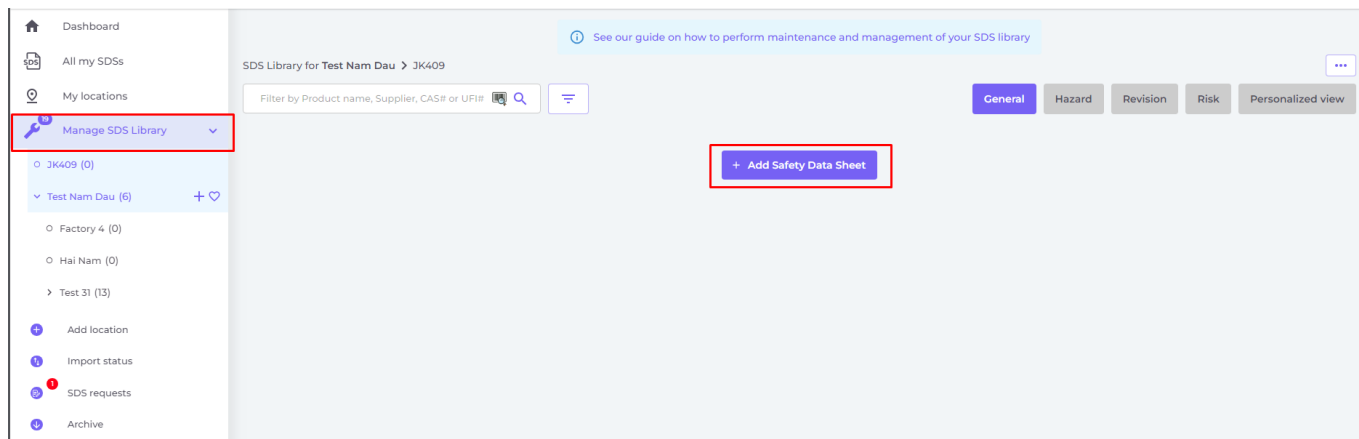 Dashboard
SDS
All my SDSs
My locations
19
Manage SDS Library
JK409 (0)
Test Nam Dau (6)
Factory 4 (0)
Hai Nam (0)
Test 31 (13)
Add location
Import status
1
SDS requests
Archive
See our guide on how to perform maintenance and management of your SDS library
SDS Library for Test Nam Dau > JK409
Filter by Product name, Supplier, CAS# or UFI#
General Hazard Revision Risk Personalized view
+ Add Safety Data Sheet